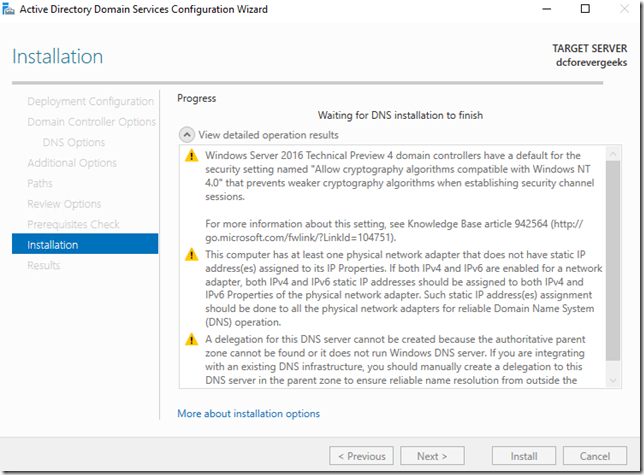 Active Directory Domain Services Configuration Wizard
Installation
TARGET SERVER
dcforevergeeks
Deployment Configuration
Domain Controller Options
DNS Options
Additional Options
Paths
Review Options
Prerequisites Check
Installation
Results
Progress
Waiting for DNS installation to finish
View detailed operation results
Windows Server 2016 Technical Preview 4 domain controllers have a default for the
security setting named "Allow cryptography algorithms compatible with Windows NT
4.0" that prevents weaker cryptography algorithms when establishing security channel
sessions.
For more information about this setting, see Knowledge Base article 942564 (http://
go.microsoft.com/fwlink/?LinkId=104751).
This computer has at least one physical network adapter that does not have static IP
address(es) assigned to its IP Properties. If both IPv4 and IPv6 are enabled for a network
adapter, both IPv4 and IPv6 static IP addresses should be assigned to both IPv4 and
IPv6 Properties of the physical network adapter. Such static IP address(es) assignment
should be done to all the physical network adapters for reliable Domain Name System
(DNS) operation.
A delegation for this DNS server cannot be created because the authoritative parent
zone cannot be found or it does not run Windows DNS server. If you are integrating
with an existing DNS infrastructure, you should manually create a delegation to this
DNS server in the parent zone to ensure reliable name resolution from outside the
More about installation options
< Previous
Next >
Install
Cancel